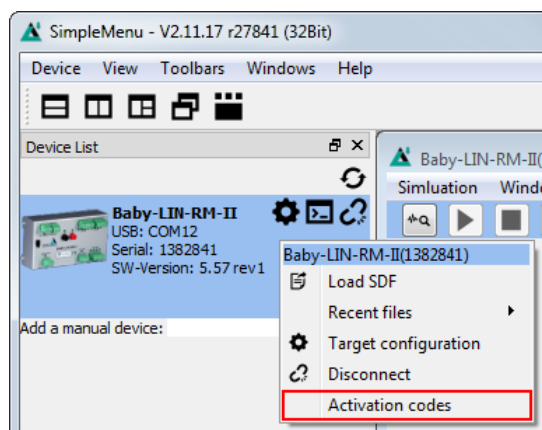 SimpleMenu - V2.11.17 r27841 (32Bit)
Device View Toolbars Windows Help
Device List
Baby-LIN-RM-II(
Simluation Wind
Baby-LIN-RM-II
USB: COM12
Serial: 1382841
SW-Version: 5.57 rev1
Baby-LIN-RM-II(1382841)
Load SDF
Recent files
Add a manual device:
Target configuration
Disconnect
Activation codes